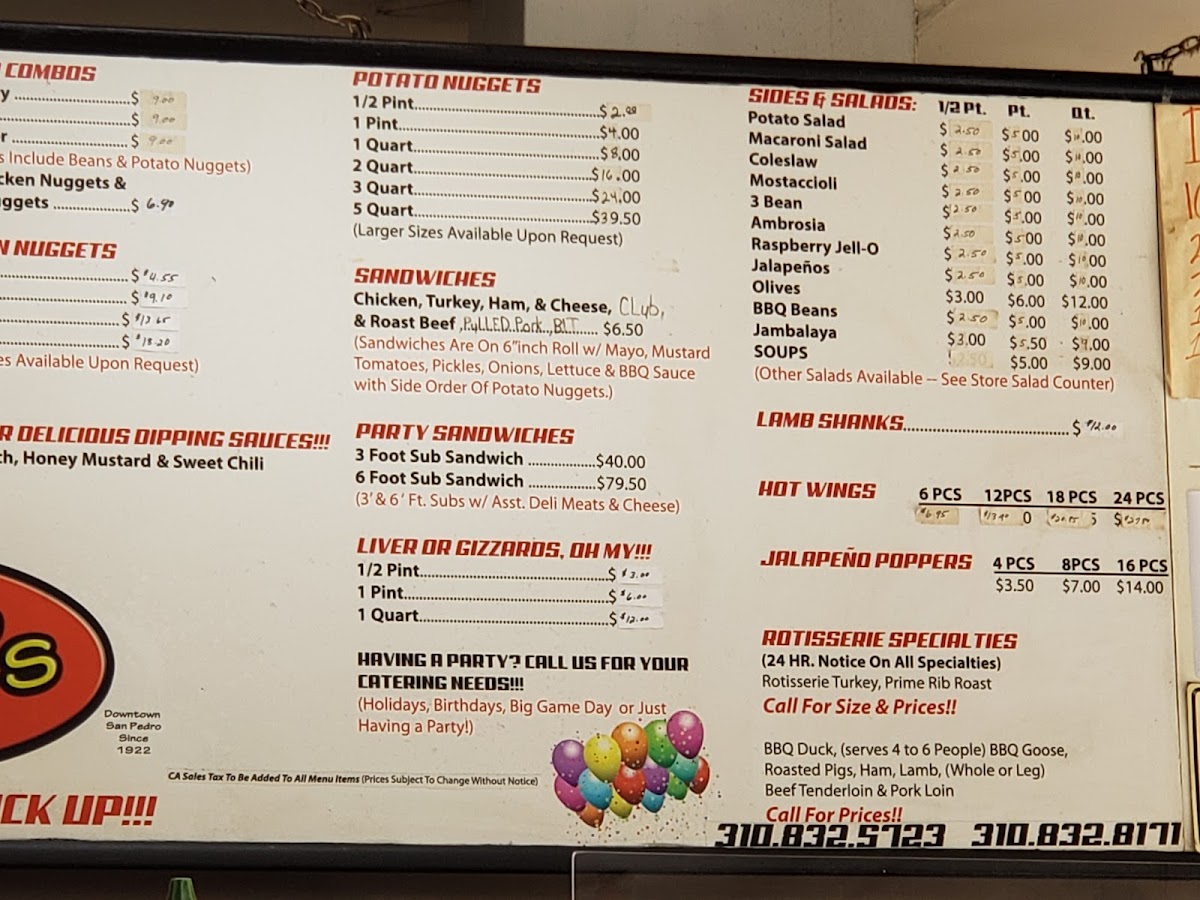 COMBOS
y ........ $ 9.00
........ $ 9.00
r ........ $ 9.00
s Include Beans & Potato Nuggets)
cken Nuggets &
ggets ........ $ 6.90
N NUGGETS
........ $ $4.55
........ $ $9.10
........ $ $13.65
........ $ $18.20
es Available Upon Request)
R DELICIOUS DIPPING SAUCES!!!
ch, Honey Mustard & Sweet Chili
s
Downtown
San Pedro
Since
1922
CA Sales Tax To Be Added To All Menu Items (Prices Subject To Change Without Notice)
CK UP!!!
POTATO NUGGETS
1/2 Pint........ $ 2.00
1 Pint........ $4.00
1 Quart........ $8.00
2 Quart........ $16.00
3 Quart........ $24.00
5 Quart........ $39.50
(Larger Sizes Available Upon Request)
SANDWICHES
Chicken, Turkey, Ham, & Cheese, CLub,
& Roast Beef, PuLLED Pork., BLT...... $6.50
(Sandwiches Are On 6"inch Roll w/ Mayo, Mustard
Tomatoes, Pickles, Onions, Lettuce & BBQ Sauce
with Side Order Of Potato Nuggets.)
PARTY SANDWICHES
3 Foot Sub Sandwich ........ $40.00
6 Foot Sub Sandwich ........ $79.50
(3' & 6' Ft. Subs w/ Asst. Deli Meats & Cheese)
LIVER OR GIZZARDS, OH MY!!!
1/2 Pint........ $ $3.00
1 Pint........ $ $6.00
1 Quart........ $ $12.00
HAVING A PARTY? CALL US FOR YOUR
CATERING NEEDS!!!
(Holidays, Birthdays, Big Game Day or Just
Having a Party!)
SIDES & SALADS: 1/2 Pt. Pt. Qt.
Potato Salad $ 2.50 $5.00 $10.00
Macaroni Salad $ 2.50 $5.00 $10.00
Coleslaw $ 2.50 $5.00 $10.00
Mostaccioli $ 2.50 $5.00 $10.00
3 Bean $ 2.50 $5.00 $10.00
Ambrosia $ 2.50 $5.00 $10.00
Raspberry Jell-O $ 2.50 $5.00 $10.00
Jalapeños $ 2.50 $5.00 $10.00
Olives $3.00 $6.00 $12.00
BBQ Beans $ 2.50 $5.00 $10.00
Jambalaya $3.00 $5.50 $9.00
SOUPS 2.50 $5.00 $9.00
(Other Salads Available -- See Store Salad Counter)
LAMB SHANKS........ $ $12.00
HOT WINGS 6 PCS 12PCS 18 PCS 24 PCS
$6.95 $13.90 0 5 $
JALAPEÑO POPPERS 4 PCS 8PCS 16 PCS
$3.50 $7.00 $14.00
ROTISSERIE SPECIALTIES
(24 HR. Notice On All Specialties)
Rotisserie Turkey, Prime Rib Roast
Call For Size & Prices!!
BBQ Duck, (serves 4 to 6 People) BBQ Goose,
Roasted Pigs, Ham, Lamb, (Whole or Leg)
Beef Tenderloin & Pork Loin
Call For Prices!!
310.832.5723 310.832.8171